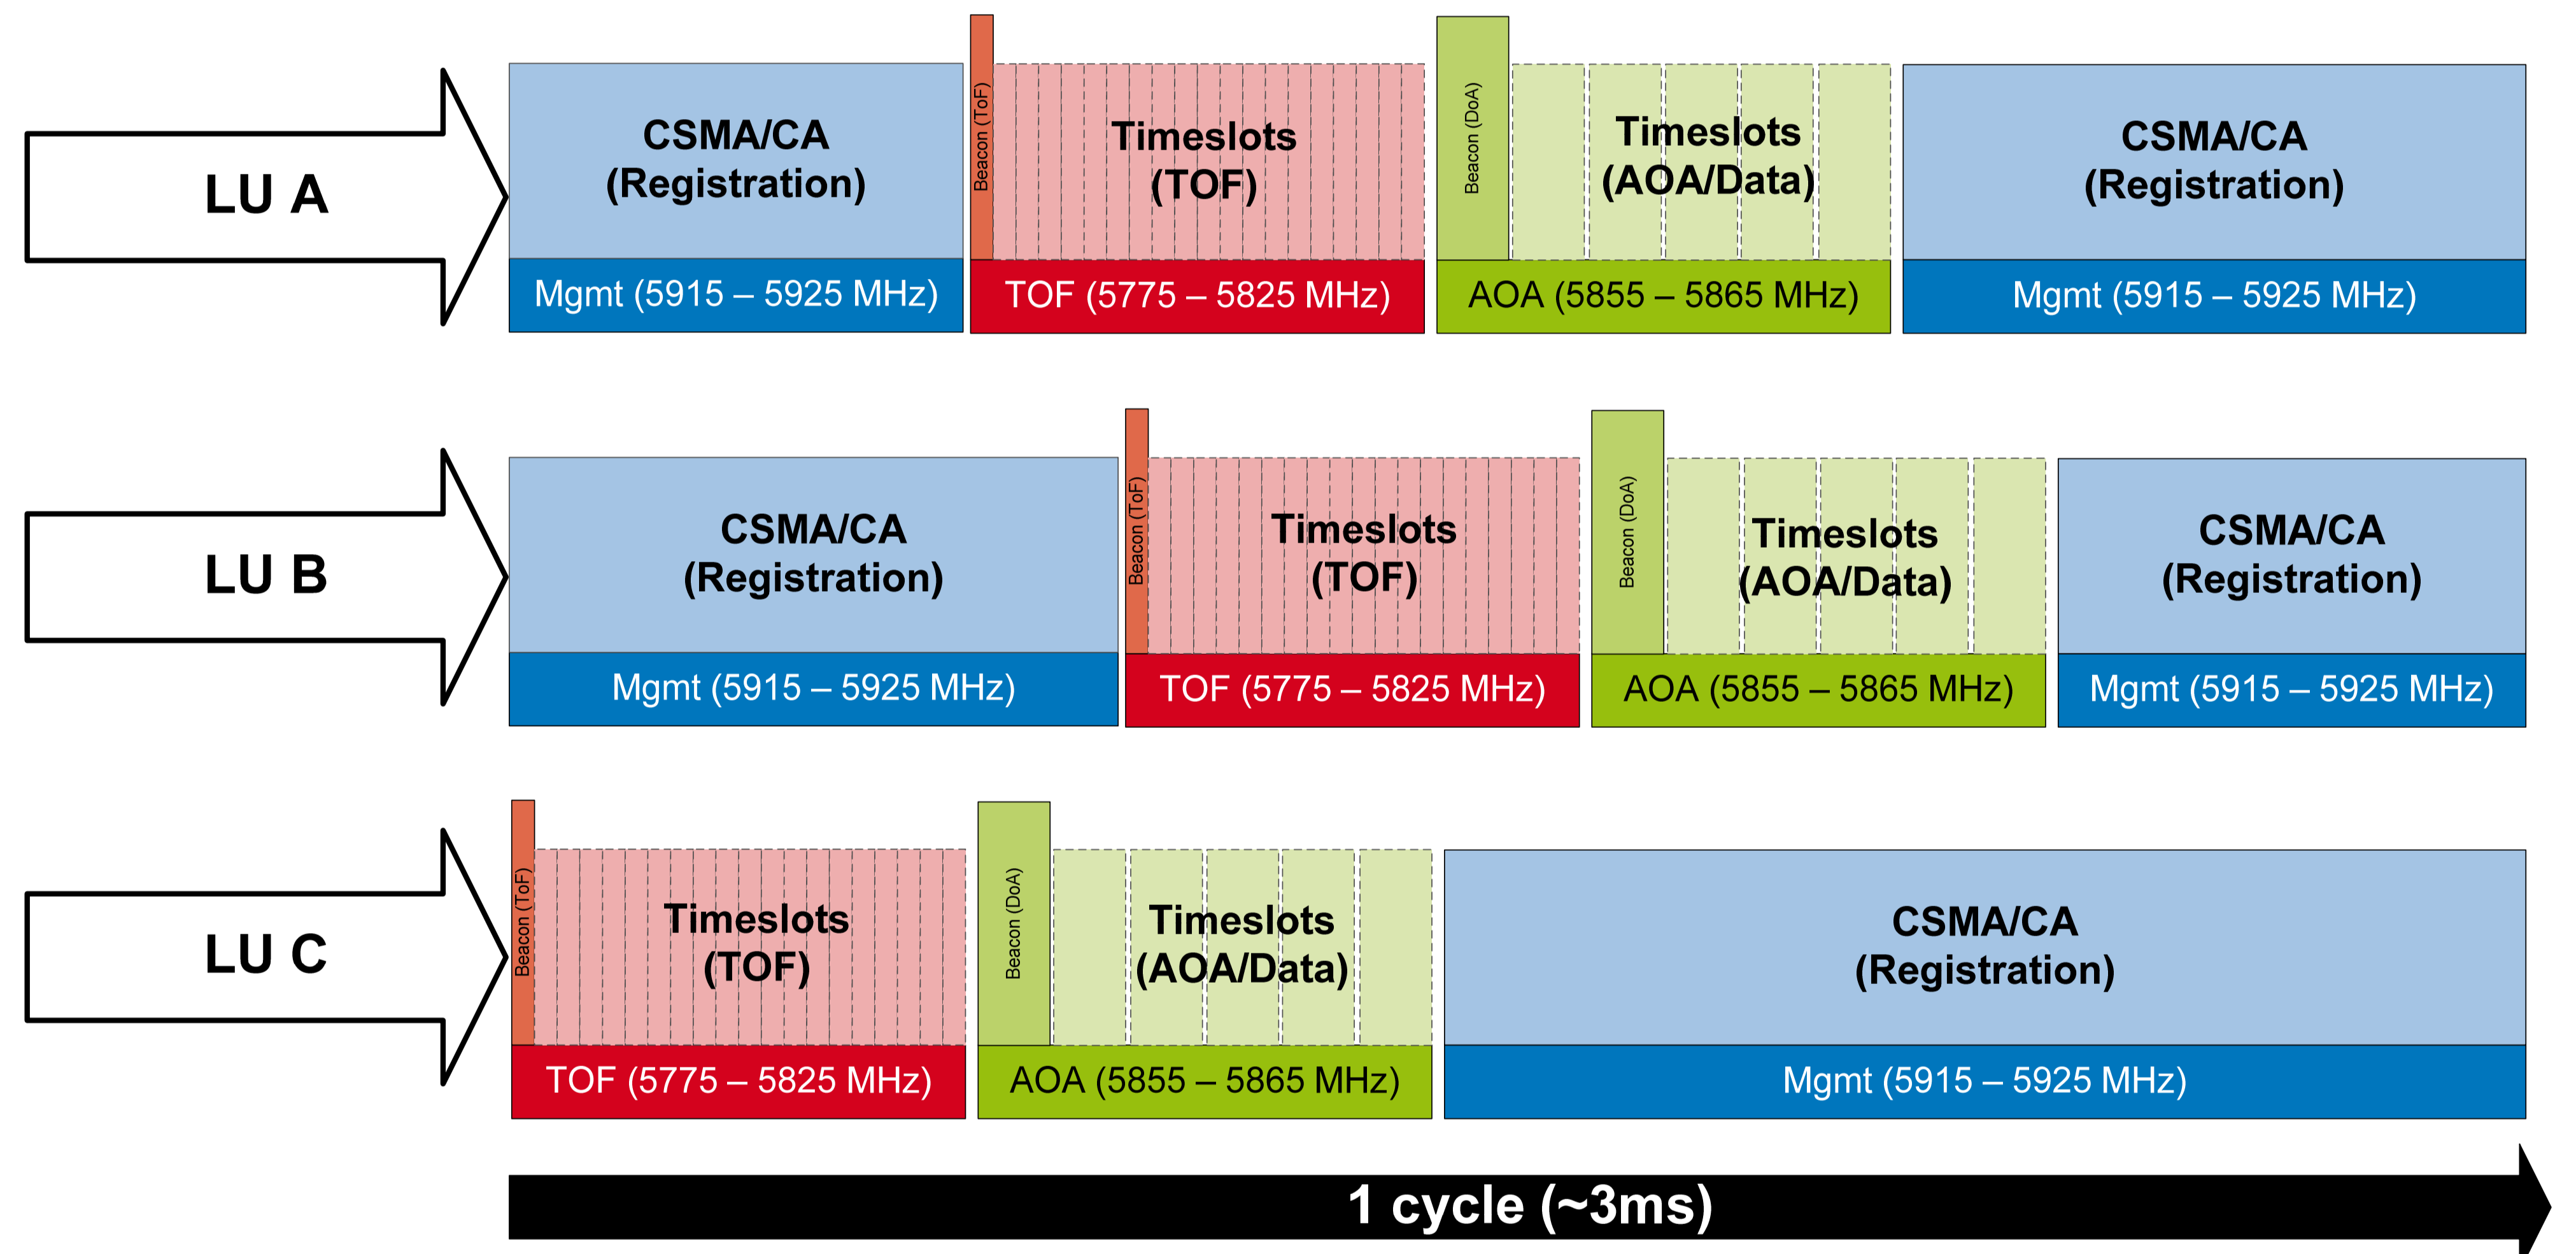 LU A
CSMA/CA
(Registration)
Mgmt (5915 – 5925 MHz)
Beacon (ToF)
Timeslots
(TOF)
TOF (5775 – 5825 MHz)
Beacon (DoA)
Timeslots
(AOA/Data)
AOA (5855 – 5865 MHz)
CSMA/CA
(Registration)
Mgmt (5915 – 5925 MHz)
LU B
CSMA/CA
(Registration)
Mgmt (5915 – 5925 MHz)
Beacon (ToF)
Timeslots
(TOF)
TOF (5775 – 5825 MHz)
Beacon (DoA)
Timeslots
(AOA/Data)
AOA (5855 – 5865 MHz)
CSMA/CA
(Registration)
Mgmt (5915 – 5925 MHz)
LU C
Beacon (ToF)
Timeslots
(TOF)
TOF (5775 – 5825 MHz)
Beacon (DoA)
Timeslots
(AOA/Data)
AOA (5855 – 5865 MHz)
CSMA/CA
(Registration)
Mgmt (5915 – 5925 MHz)
1 cycle (~3ms)